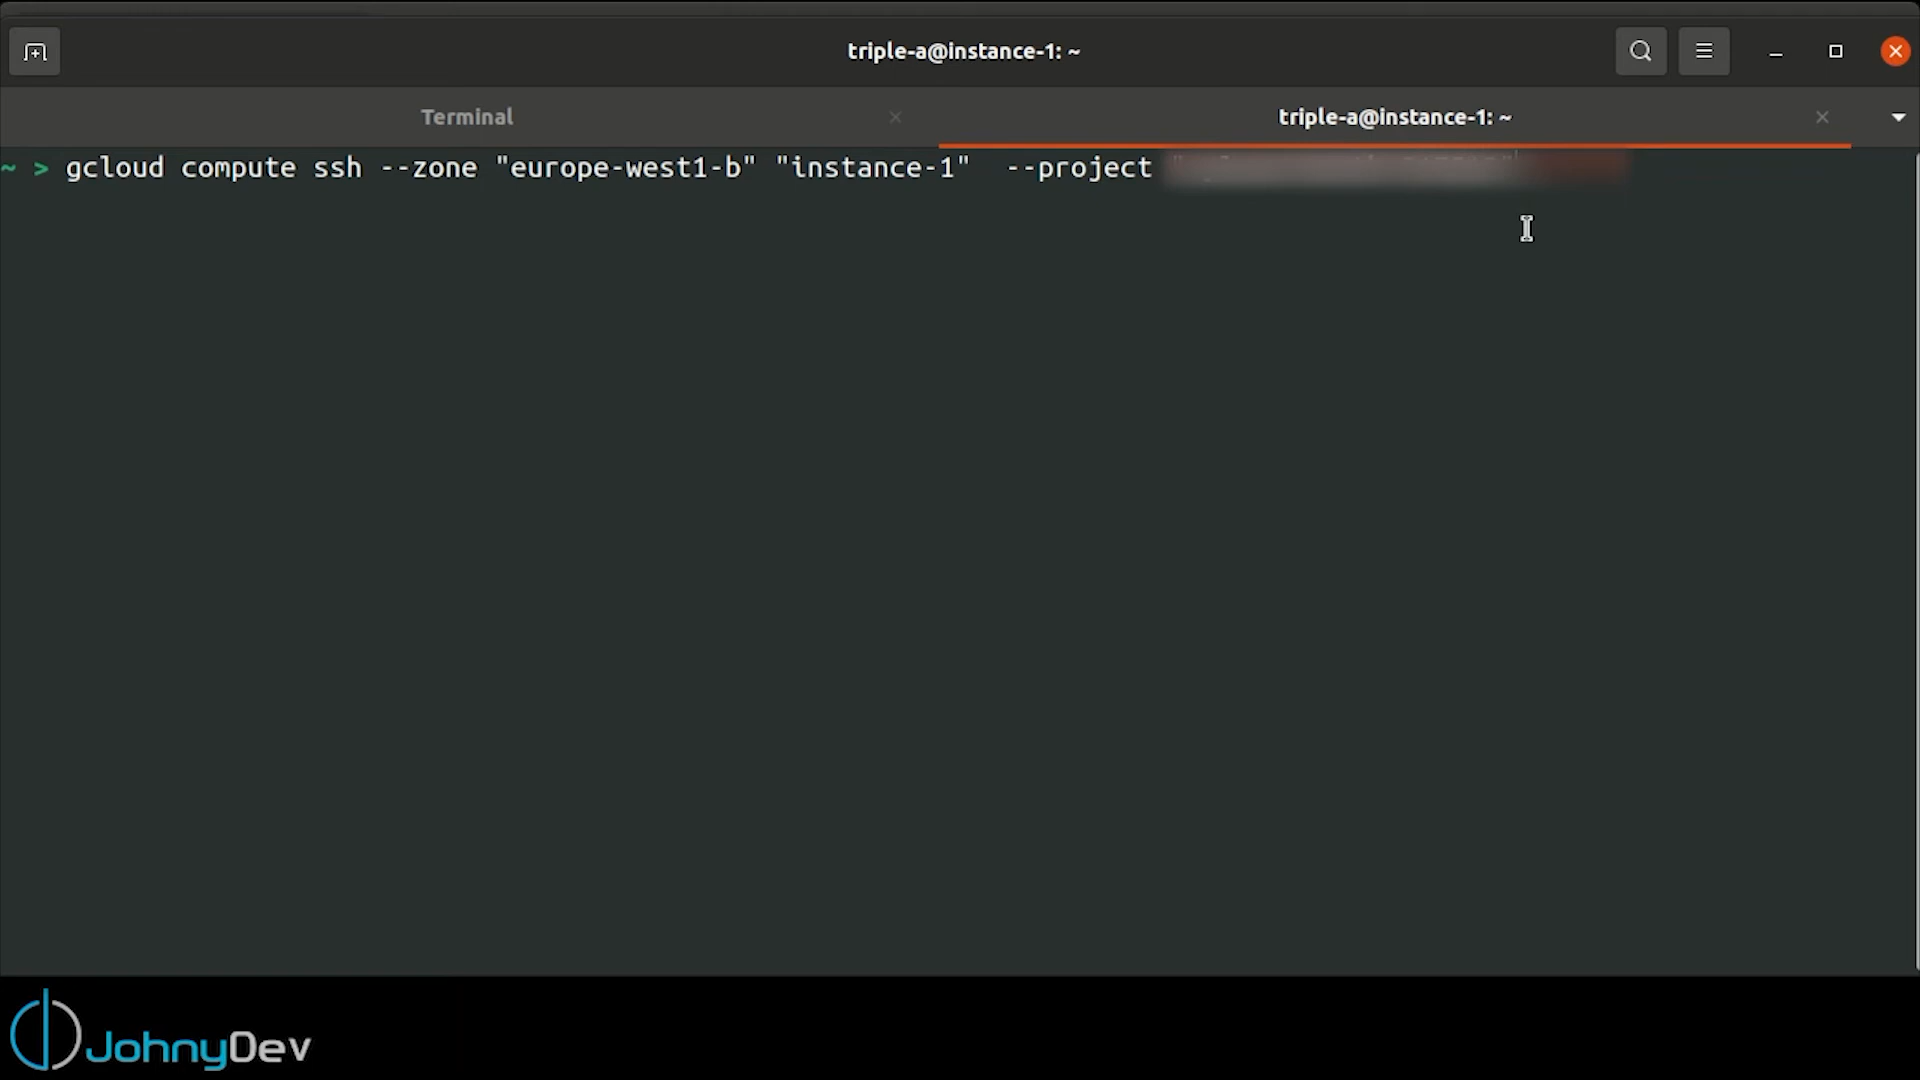 triple-a@instance-1: ~
Terminal
triple-a@instance-1: ~
~ > gcloud compute ssh --zone "europe-west1-b" "instance-1"  --project
JohnyDev